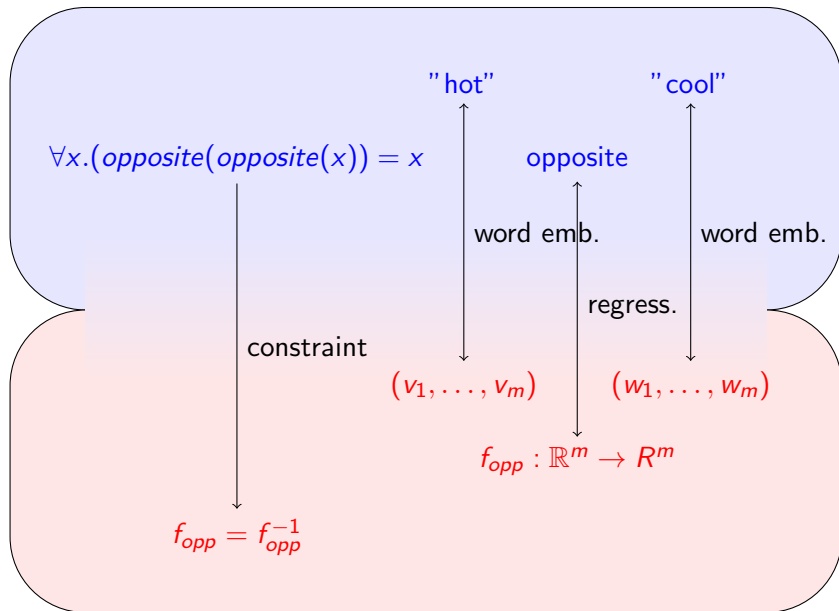 "hot" "cool"
∀x.(opposite(opposite(x)) = x opposite
word emb. word emb.
regress.
constraint
(v₁, . . . , vₘ) (w₁, . . . , wₘ)
f_opp : ℝᵐ → Rᵐ
f_opp = f_opp⁻¹